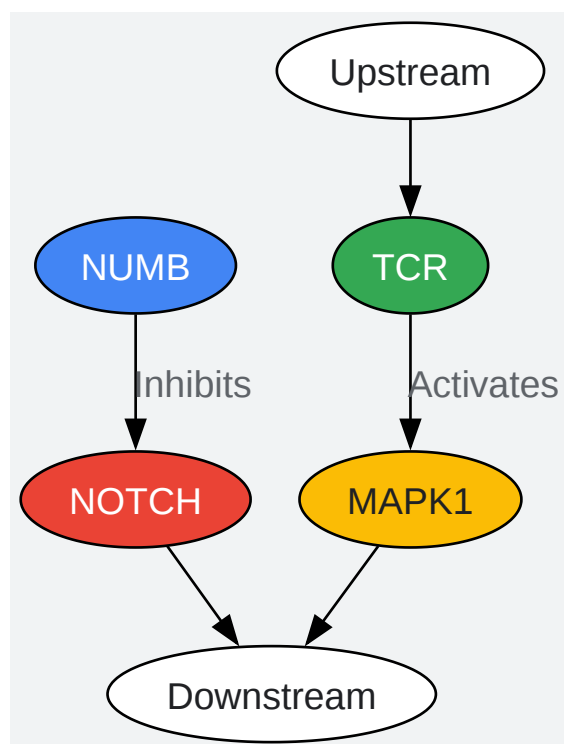 Upstream
NUMB
TCR
Inhibits
Activates
NOTCH
MAPK1
Downstream